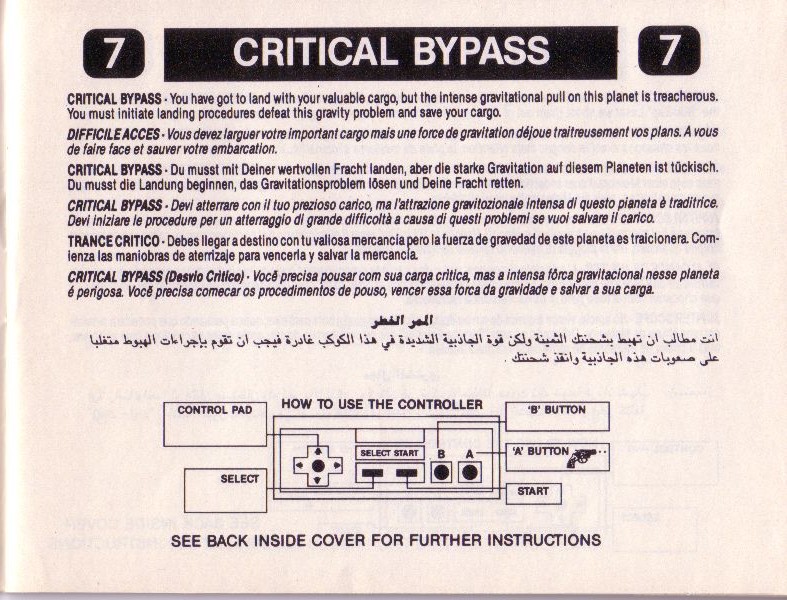 7 CRITICAL BYPASS 7
CRITICAL BYPASS - You have got to land with your valuable cargo, but the intense gravitational pull on this planet is treacherous.
You must initiate landing procedures defeat this gravity problem and save your cargo.
DIFFICILE ACCES - Vous devez larguer votre important cargo mais une force de gravitation déjoue traitreusement vos plans. A vous
de faire face et sauver votre embarcation.
CRITICAL BYPASS - Du musst mit Deiner wertvollen Fracht landen, aber die starke Gravitation auf diesem Planeten ist tückisch.
Du musst die Landung beginnen, das Gravitationsproblem lösen und Deine Fracht retten.
CRITICAL BYPASS - Devi atterrare con il tuo prezioso carico, ma l'attrazione gravitozionale intensa di questo pianeta è traditrice.
Devi iniziare le procedure per un atterraggio di grande difficoltà a causa di questi problemi se vuoi salvare il carico.
TRANCE CRITICO - Debes llegar a destino con tu valiosa mercancía pero la fuerza de gravedad de este planeta es traicionera. Com-
ienza las maniobras de aterrizaje para vencerla y salvar la mercancía.
CRITICAL BYPASS (Desvio Critico) - Você precisa pousar com sua carga crítica, mas a intensa fôrca gravitacional nesse planeta
é perigosa. Você precisa comecar os procedimentos de pouso, vencer essa forca da gravidade e salvar a sua carga.
الممر الخطر
انت مطالب ان تهبط بشحنتك الثمينة ولكن قوة الجاذبية الشديدة في هذا الكوكب غادرة فيجب ان تقوم بإجراءات الهبوط متغلبا
على صعوبات هذه الجاذبية وانقذ شحنتك .
HOW TO USE THE CONTROLLER
CONTROL PAD
'B' BUTTON
SELECT START B A
'A' BUTTON
SELECT
START
SEE BACK INSIDE COVER FOR FURTHER INSTRUCTIONS